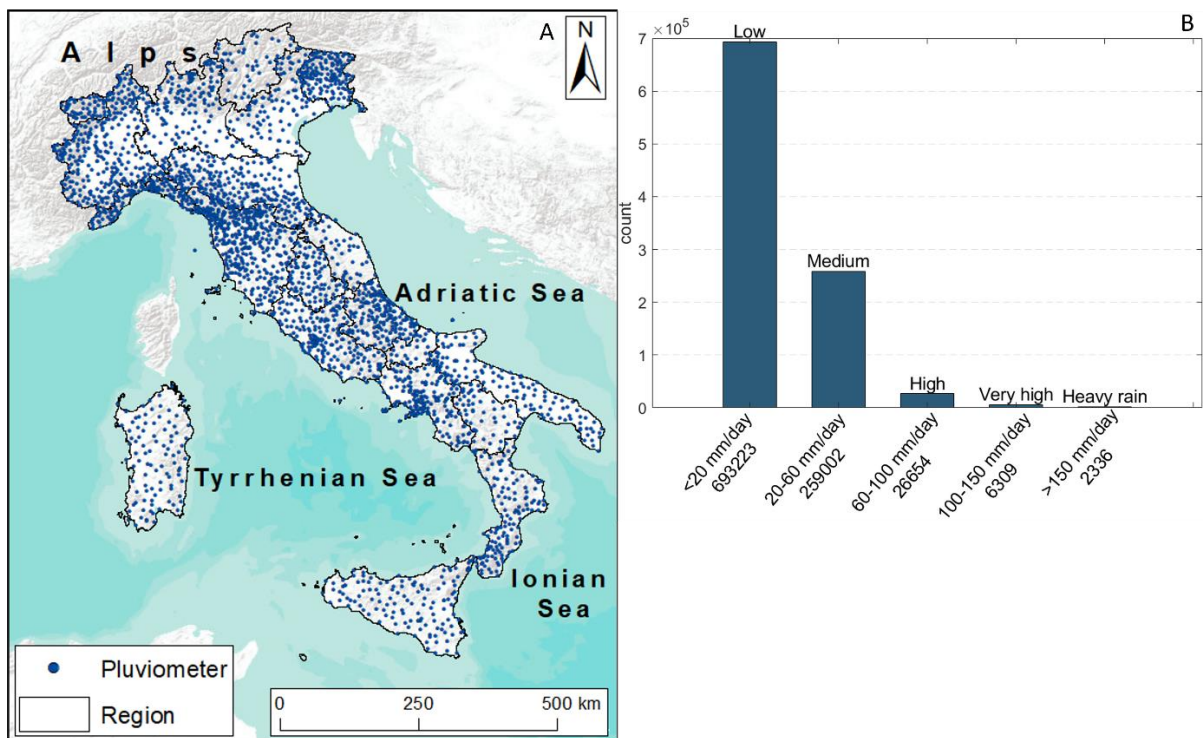 A
N
Alps
Adriatic Sea
Tyrrhenian Sea
Ionian
Sea
Pluviometer
Region
0 250 500 km
B
×10⁵
7
6
5
4
3
2
1
0
count
Low
Medium
High
Very high
Heavy rain
<20 mm/day
693223
20-60 mm/day
259002
60-100 mm/day
26654
100-150 mm/day
6309
>150 mm/day
2336